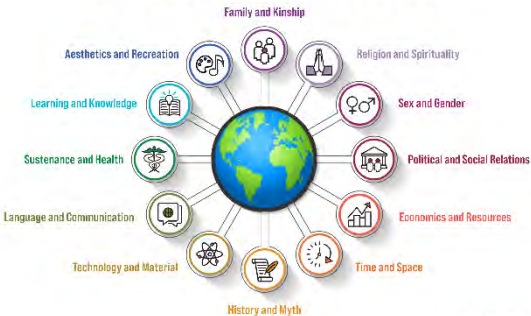 Family and Kinship
Aesthetics and Recreation
Religion and Spirituality
Learning and Knowledge
Sex and Gender
Sustenance and Health
Political and Social Relations
Language and Communication
Economics and Resources
Technology and Material
Time and Space
History and Myth